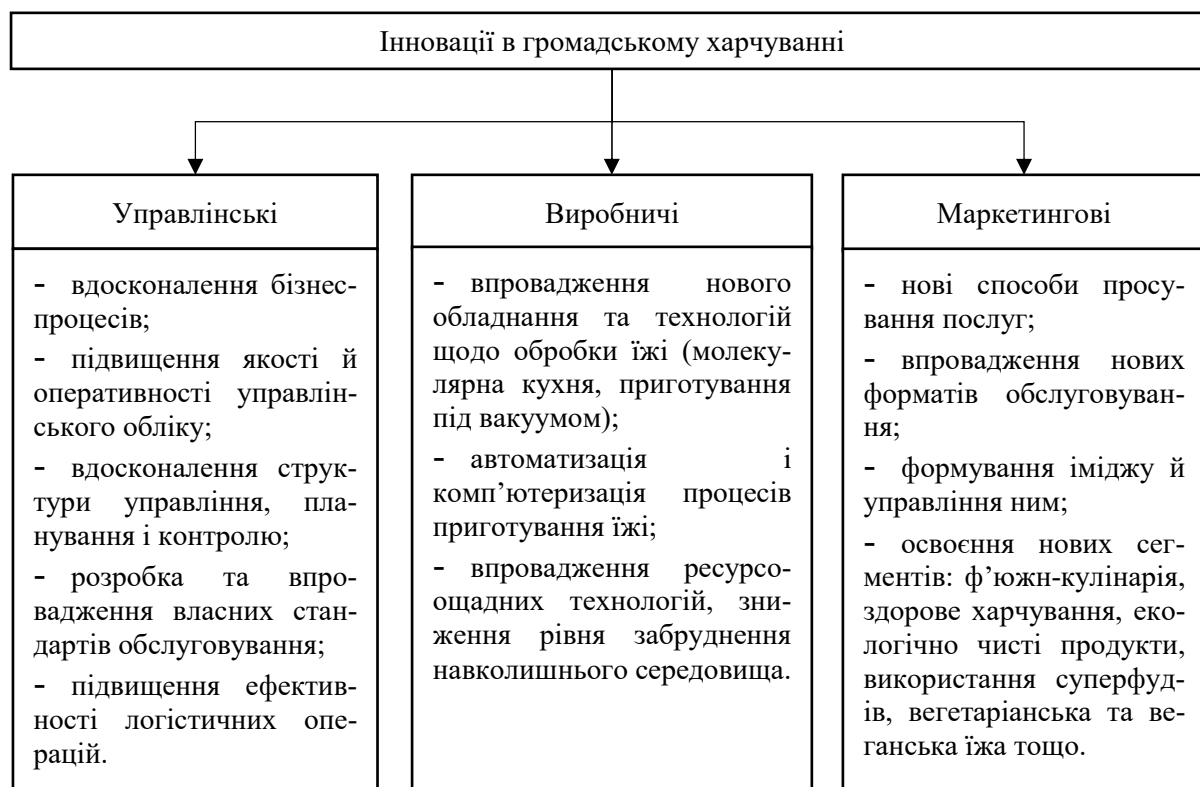 Інновації в громадському харчуванні
Управлінські
- вдосконалення бізнес-
процесів;
- підвищення якості й
оперативності управлін-
ського обліку;
- вдосконалення струк-
тури управління, пла-
нування і контролю;
- розробка та впро-
вадження власних стан-
дартів обслуговування;
- підвищення ефектив-
ності логістичних опе-
рацій.
Виробничі
- впровадження нового
обладнання та технологій
щодо обробки їжі (молеку-
лярна кухня, приготування
під вакуумом);
- автоматизація і
комп’ютеризація процесів
приготування їжі;
- впровадження ресурсо-
ощадних технологій, зни-
ження рівня забруднення
навколишнього середовища.
Маркетингові
- нові способи просу-
вання послуг;
- впровадження нових
форматів обслуговуван-
ня;
- формування іміджу й
управління ним;
- освоєння нових сег-
ментів: ф’южн-кулінарія,
здорове харчування, еко-
логічно чисті продукти,
використання суперфуд-
ів, вегетаріанська та ве-
ганська їжа тощо.